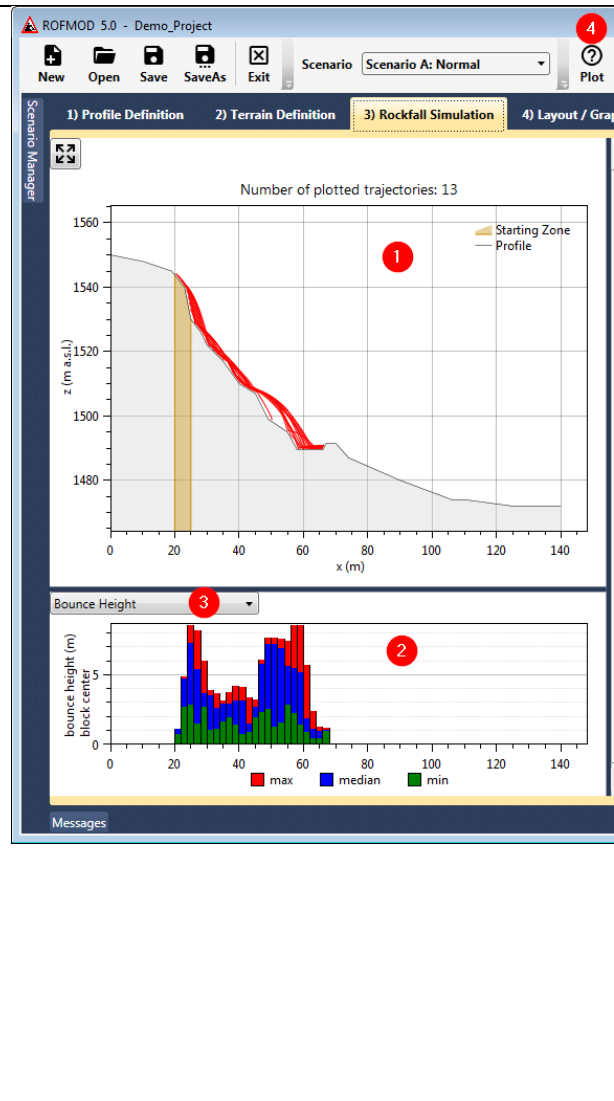 ROFMOD 5.0 - Demo_Project
4
New Open Save SaveAs Exit Scenario Scenario A: Normal Plot
Scenario Manager
1) Profile Definition 2) Terrain Definition 3) Rockfall Simulation 4) Layout / Gra
Number of plotted trajectories: 13
1560
1540
1520
1500
1480
z (m a.s.l.)
1
Starting Zone
Profile
0 20 40 60 80 100 120 140
x (m)
Bounce Height 3
bounce height (m)
block center
5
0
2
0 20 40 60 80 100 120 140
max median min
Messages